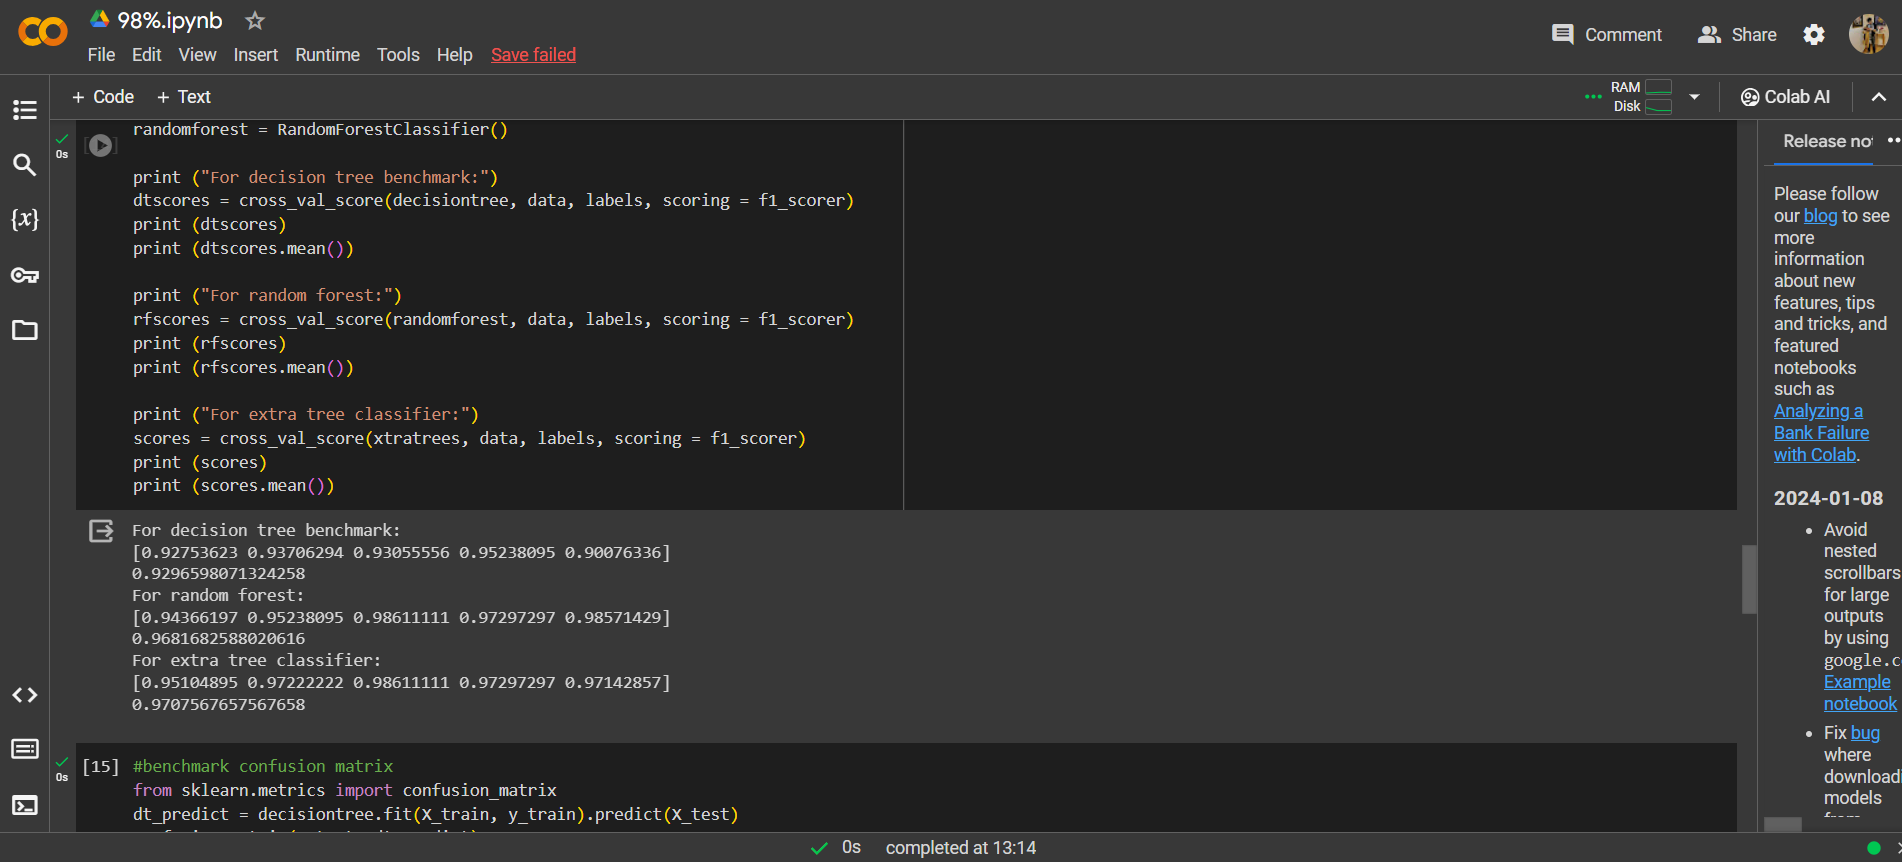 98%.ipynb
File Edit View Insert Runtime Tools Help Save failed
Comment Share
+ Code + Text
RAM
Disk
Colab AI
0s
randomforest = RandomForestClassifier()
print ("For decision tree benchmark:")
dtscores = cross_val_score(decisiontree, data, labels, scoring = f1_scorer)
print (dtscores)
print (dtscores.mean())
print ("For random forest:")
rfscores = cross_val_score(randomforest, data, labels, scoring = f1_scorer)
print (rfscores)
print (rfscores.mean())
print ("For extra tree classifier:")
scores = cross_val_score(xtratrees, data, labels, scoring = f1_scorer)
print (scores)
print (scores.mean())
For decision tree benchmark:
[0.92753623 0.93706294 0.93055556 0.95238095 0.90076336]
0.9296598071324258
For random forest:
[0.94366197 0.95238095 0.98611111 0.97297297 0.98571429]
0.9681682588020616
For extra tree classifier:
[0.95104895 0.97222222 0.98611111 0.97297297 0.97142857]
0.9707567657567658
0s
[15] #benchmark confusion matrix
from sklearn.metrics import confusion_matrix
dt_predict = decisiontree.fit(X_train, y_train).predict(X_test)
Release not
Please follow
our blog to see
more
information
about new
features, tips
and tricks, and
featured
notebooks
such as
Analyzing a
Bank Failure
with Colab.
2024-01-08
• Avoid
nested
scrollbars
for large
outputs
by using
google.c
Example
notebook
• Fix bug
where
downloadi
models
0s completed at 13:14